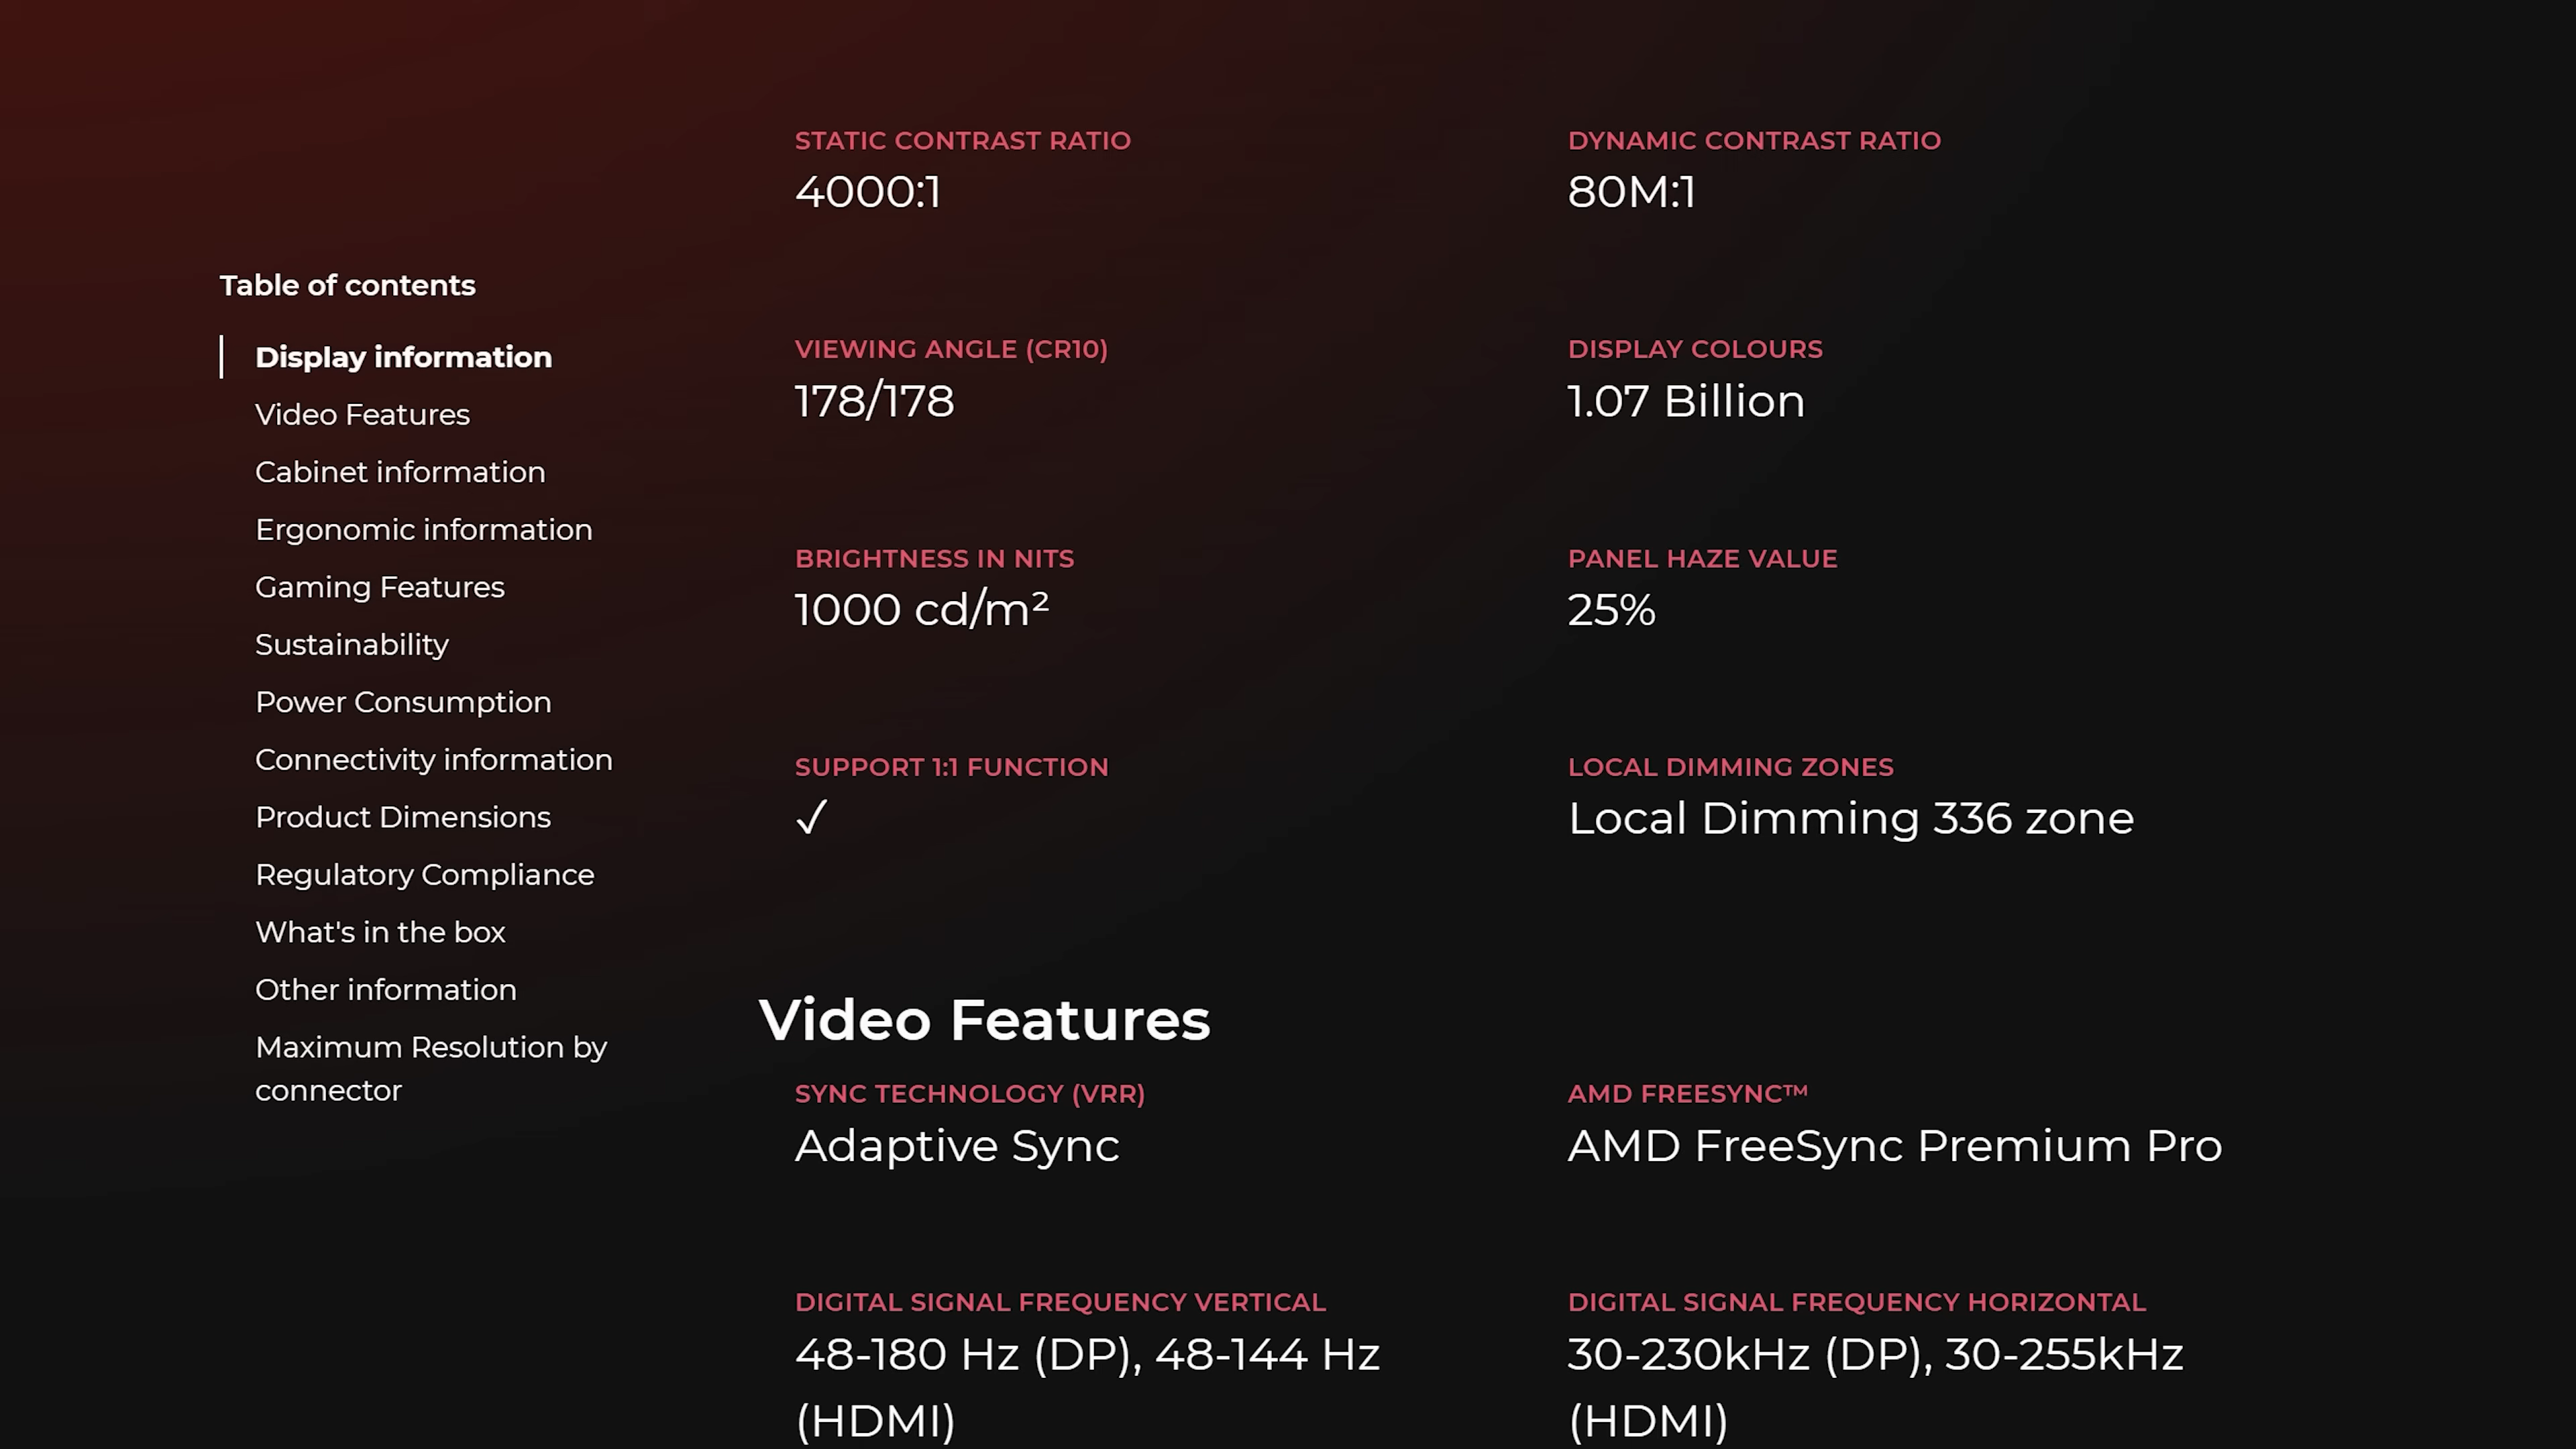 Table of contents
Display information
Video Features
Cabinet information
Ergonomic information
Gaming Features
Sustainability
Power Consumption
Connectivity information
Product Dimensions
Regulatory Compliance
What's in the box
Other information
Maximum Resolution by
connector
STATIC CONTRAST RATIO
4000:1
DYNAMIC CONTRAST RATIO
80M:1
VIEWING ANGLE (CR10)
178/178
DISPLAY COLOURS
1.07 Billion
BRIGHTNESS IN NITS
1000 cd/m²
PANEL HAZE VALUE
25%
SUPPORT 1:1 FUNCTION
✓
LOCAL DIMMING ZONES
Local Dimming 336 zone
Video Features
SYNC TECHNOLOGY (VRR)
Adaptive Sync
AMD FREESYNC™
AMD FreeSync Premium Pro
DIGITAL SIGNAL FREQUENCY VERTICAL
48-180 Hz (DP), 48-144 Hz
(HDMI)
DIGITAL SIGNAL FREQUENCY HORIZONTAL
30-230kHz (DP), 30-255kHz
(HDMI)